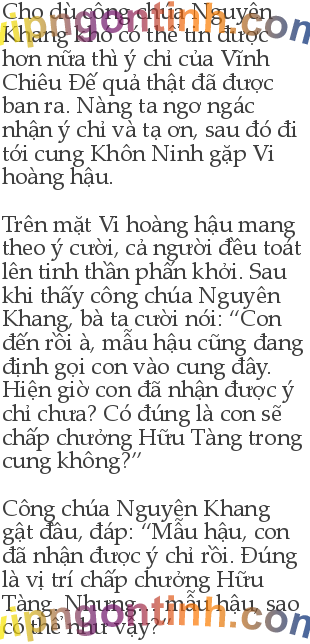 Cho dù công chúa Nguyên
Khang khó có thể tin được
hơn nữa thì ý chỉ của Vĩnh
Chiêu Đế quả thật đã được
ban ra. Nàng ta ngơ ngác
nhận ý chỉ và tạ ơn, sau đó đi
tới cung Khôn Ninh gặp Vi
hoàng hậu.
Trên mặt Vi hoàng hậu mang
theo ý cười, cả người đều toát
lên tinh thần phấn khởi. Sau
khi thấy công chúa Nguyên
Khang, bà ta cười nói: “Con
đến rồi à, mẫu hậu cũng đang
định gọi con vào cung đây.
Hiện giờ con đã nhận được ý
chỉ chưa? Có đúng là con sẽ
chấp chưởng Hữu Tàng trong
cung không?”
Công chúa Nguyên Khang
gật đầu, đáp: “Mẫu hậu, con
đã nhận được ý chỉ rồi. Đúng
là vị trí chấp chưởng Hữu
Tàng. Nhưng... mẫu hậu, sao
có thể như vậy?”
vipngontinh.com
vipngontinh.com